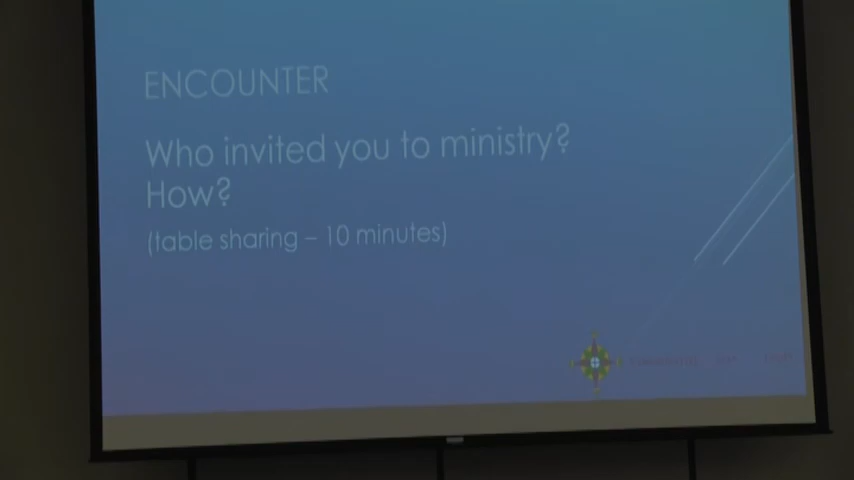 ENCOUNTER
Who invited you to ministry?
How?
(table sharing – 10 minutes)